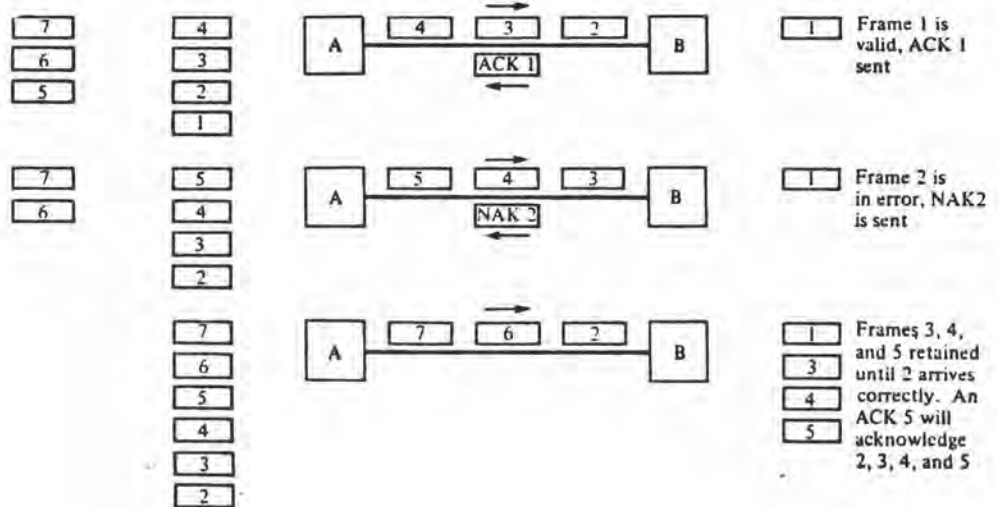 7
6
5
4
3
2
1
A
4
3
2
ACK 1
B
1
Frame 1 is
valid, ACK 1
sent
7
6
5
4
3
2
A
5
4
3
NAK 2
B
1
Frame 2 is
in error, NAK2
is sent
7
6
5
4
3
2
A
7
6
2
B
1
3
4
5
Frames 3, 4,
and 5 retained
until 2 arrives
correctly. An
ACK 5 will
acknowledge
2, 3, 4, and 5